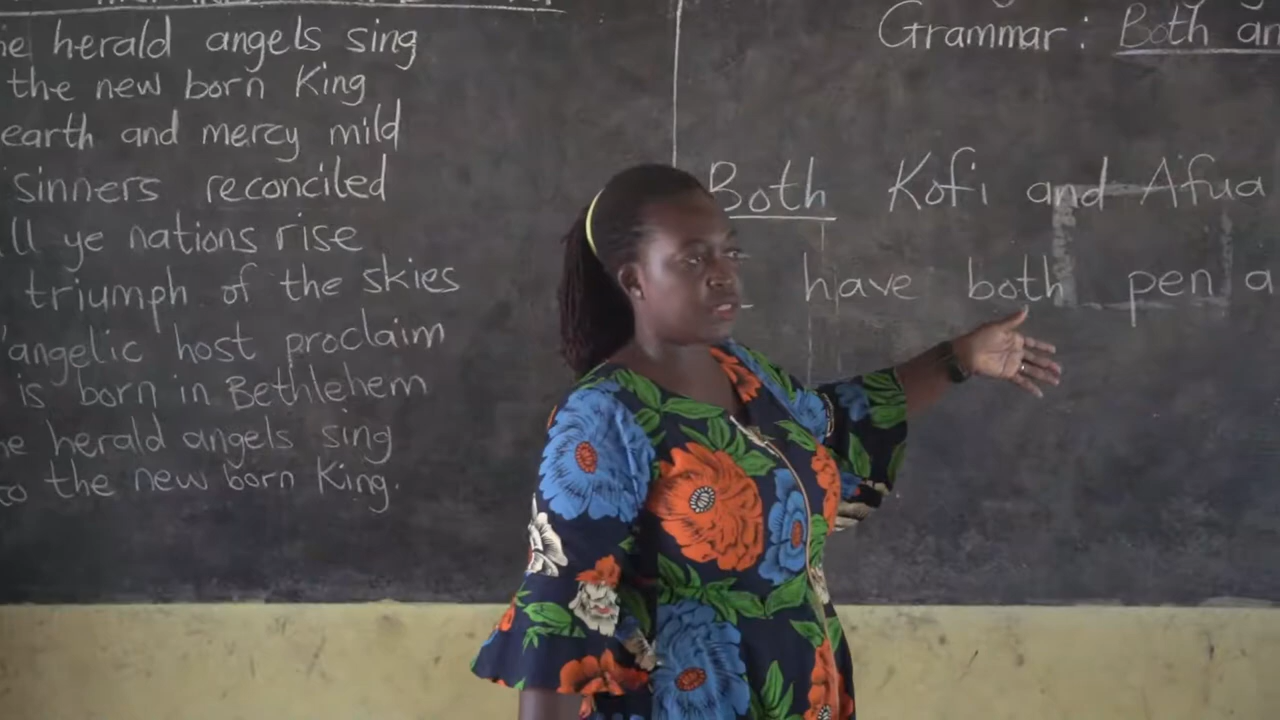 he herald angels sing
the new born King
earth and mercy mild
sinners reconciled
ll ye nations rise
triumph of the skies
'angelic host proclaim
is born in Bethlehem
he herald angels sing
to the new born King.
Grammar: Both an
Both Kofi and Afua
have both pen a